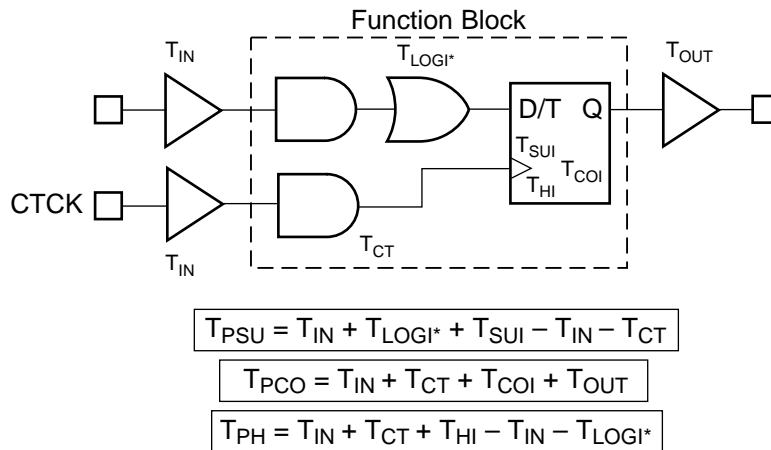 Function Block
T_IN
T_LOGI*
T_OUT
D/T Q
T_SUI
T_HI T_COI
CTCK
T_IN
T_CT
T_PSU = T_IN + T_LOGI* + T_SUI – T_IN – T_CT
T_PCO = T_IN + T_CT + T_COI + T_OUT
T_PH = T_IN + T_CT + T_HI – T_IN – T_LOGI*